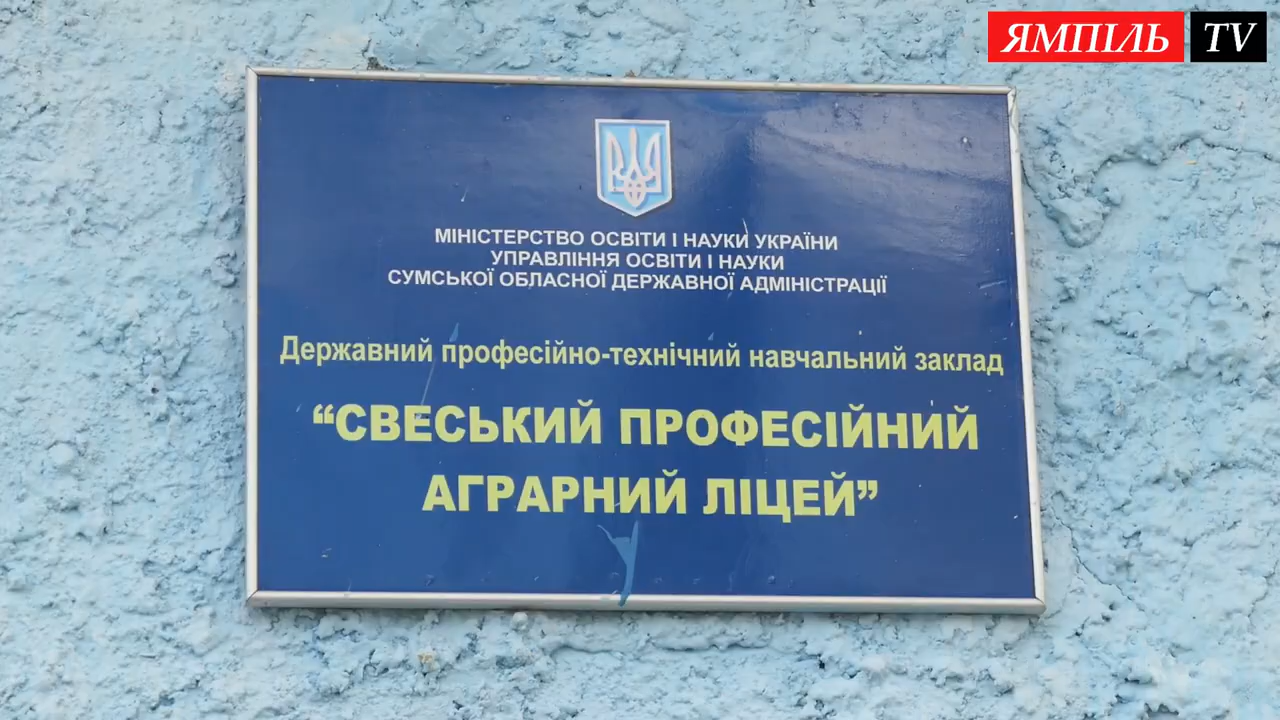 ЯМПІЛЬ TV
МІНІСТЕРСТВО ОСВІТИ І НАУКИ УКРАЇНИ
УПРАВЛІННЯ ОСВІТИ І НАУКИ
СУМСЬКОЇ ОБЛАСНОЇ ДЕРЖАВНОЇ АДМІНІСТРАЦІЇ
Державний професійно-технічний навчальний заклад
“СВЕСЬКИЙ ПРОФЕСІЙНИЙ
АГРАРНИЙ ЛІЦЕЙ”